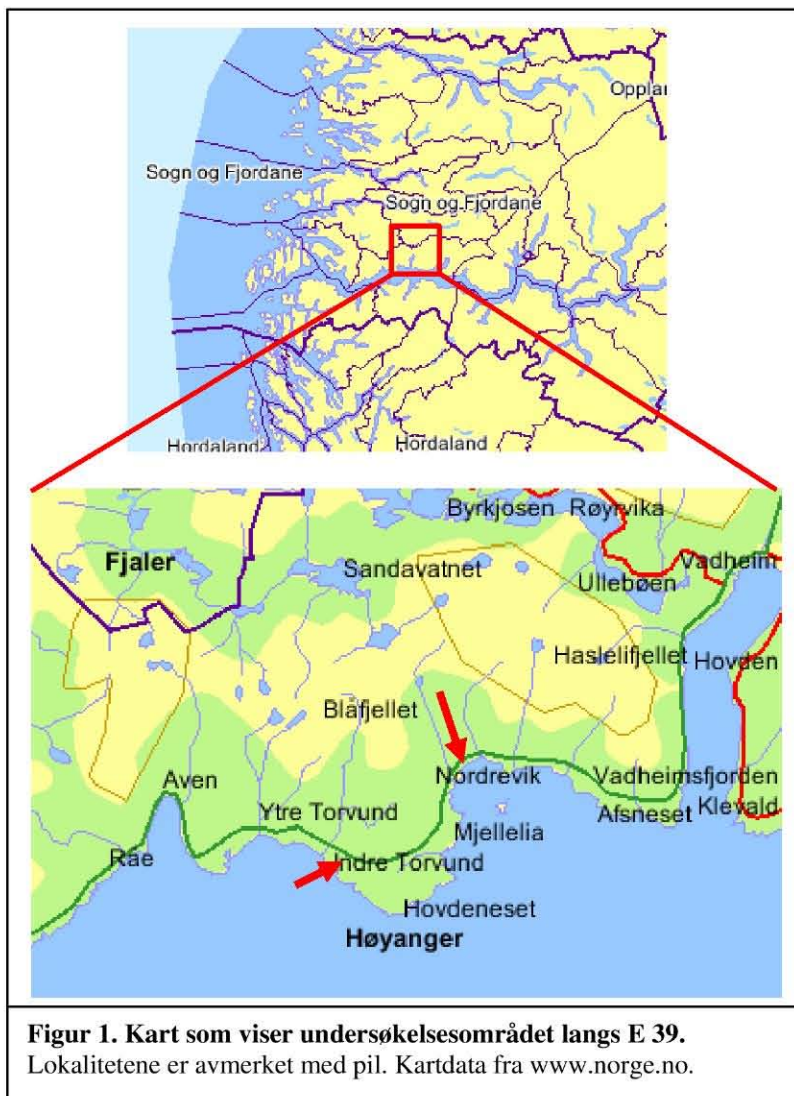 Opplan
Sogn og Fjordane
Sogn og Fjordane
Hordaland
Hordaland
Byrkjosen
Røyrvika
Fjaler
Sandavatnet
Vadheim
Ullebøen
Haslelifjellet
Hovden
Blåfjellet
Aven
Nordrevik
Vadheimsfjorden
Ytre Torvund
Afsneset
Klevald
Mjellelia
Rae
Indre Torvund
Hovdeneset
Høyanger
Figur 1. Kart som viser undersøkelsesområdet langs E 39.
Lokalitetene er avmerket med pil. Kartdata fra www.norge.no.